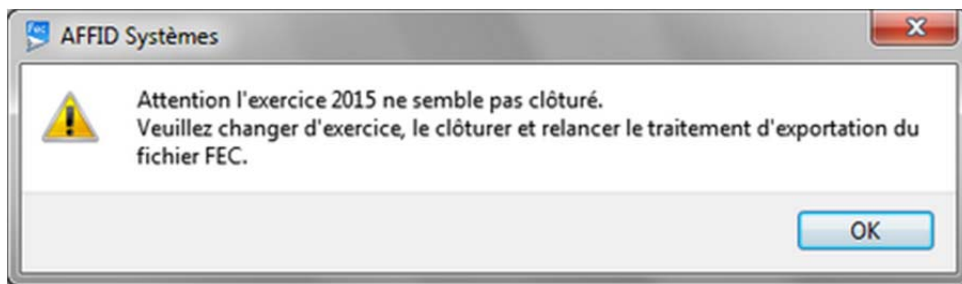 fec
AFFID Systèmes
Attention l'exercice 2015 ne semble pas clôturé.
Veuillez changer d'exercice, le clôturer et relancer le traitement d'exportation du
fichier FEC.
OK